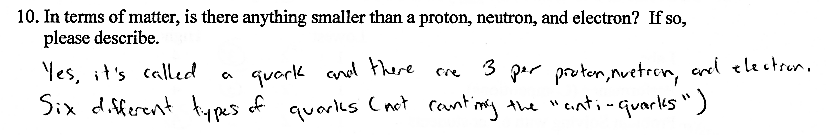 10. In terms of matter, is there anything smaller than a proton, neutron, and electron? If so,
please describe.
Yes, it's called a quark and there are 3 per proton, nuetron, and electron.
Six different types of quarks (not counting the "anti-quarks")